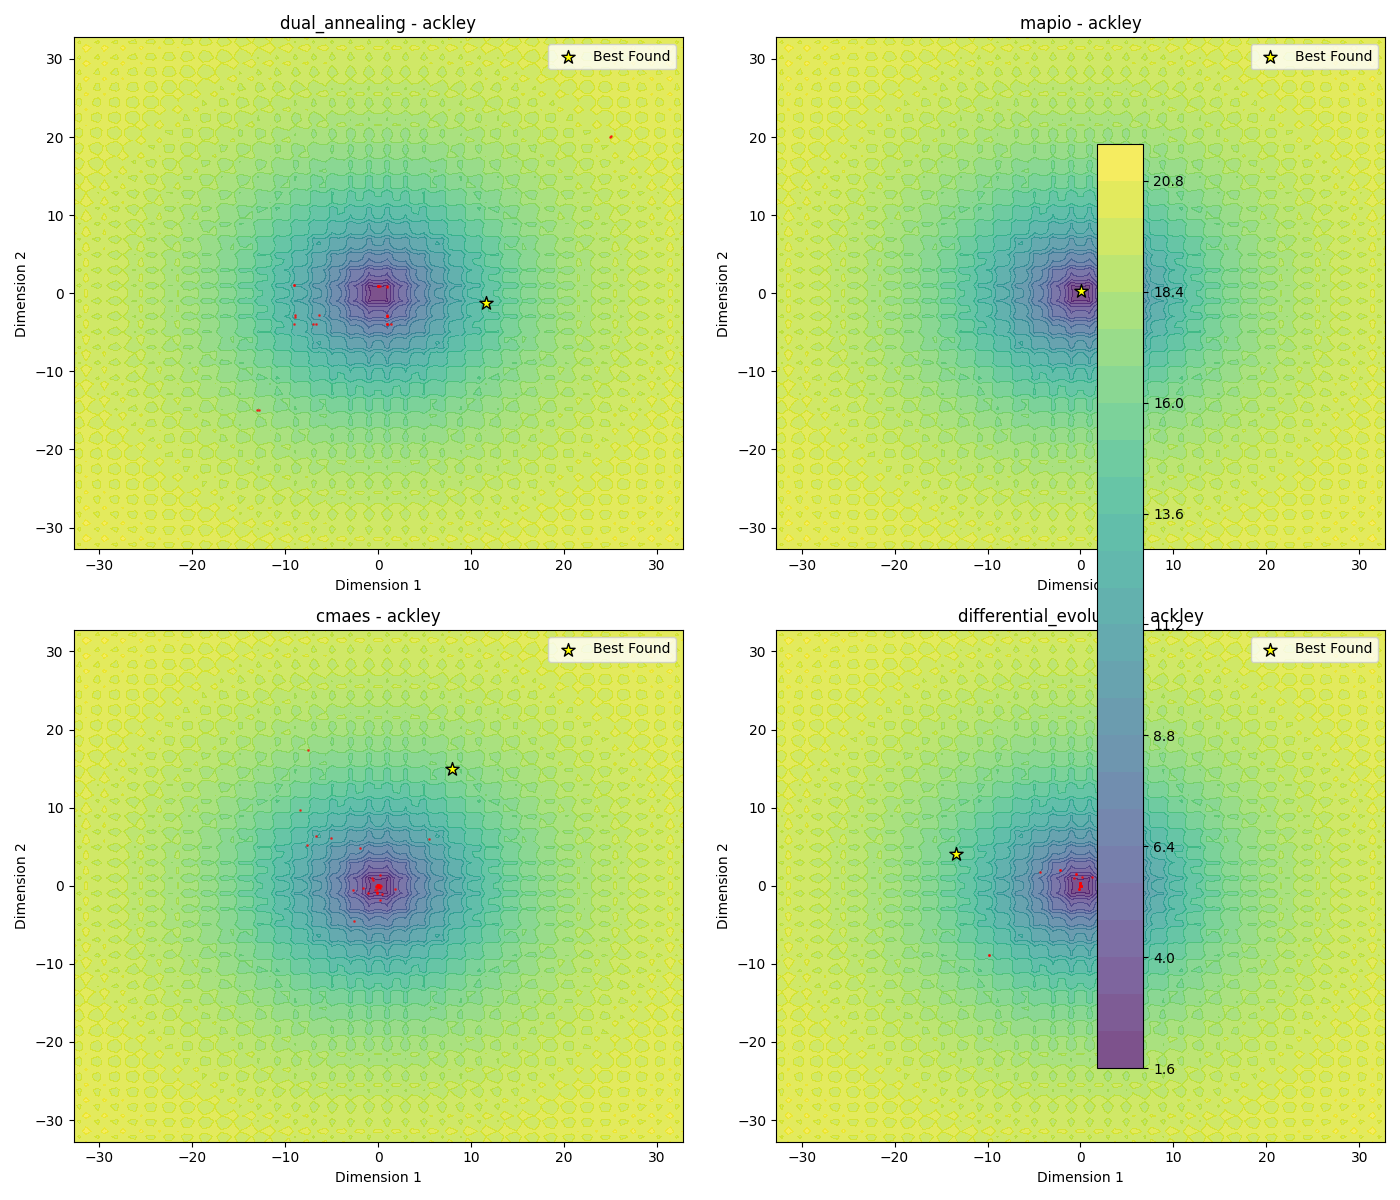 dual_annealing - ackley
Best Found
30
20
10
0
−10
−20
−30
Dimension 2
−30 −20 −10 0 10 20 30
Dimension 1
mapio - ackley
Best Found
30
20
10
0
−10
−20
−30
Dimension 2
−30 −20 −10 0 10 20 30
Dimension
cmaes - ackley
Best Found
30
20
10
0
−10
−20
−30
Dimension 2
−30 −20 −10 0 10 20 30
Dimension 1
differential_evolu ackley
Best Found
30
20
10
0
−10
−20
−30
Dimension 2
−30 −20 −10 0 10 20 30
Dimension 1
20.8
18.4
16.0
13.6
11.2
8.8
6.4
4.0
1.6